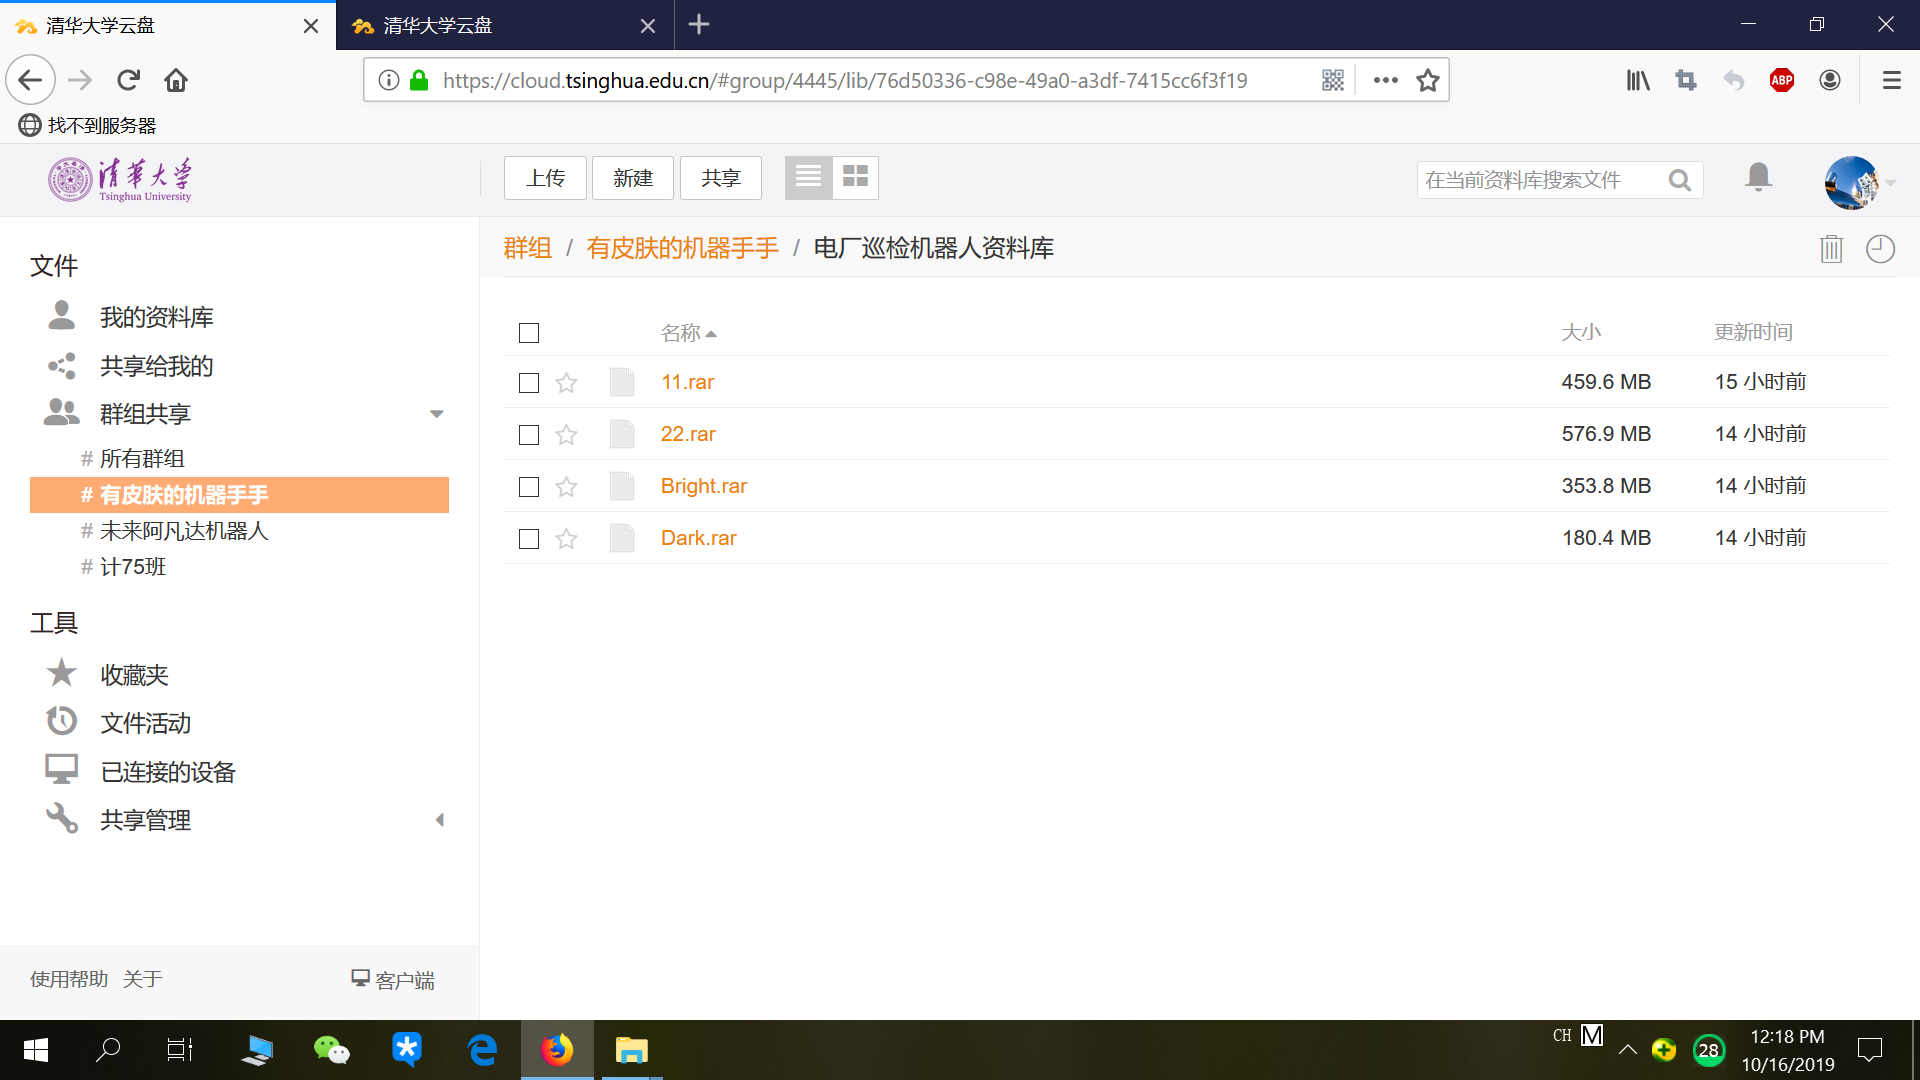 清华大学云盘
清华大学云盘
https://cloud.tsinghua.edu.cn/#group/4445/lib/76d50336-c98e-49a0-a3df-7415cc6f3f19
ABP
找不到服务器
清華大学
Tsinghua University
上传
新建
共享
在当前资料库搜索文件
群组 / 有皮肤的机器手手 / 电厂巡检机器人资料库
文件
我的资料库
共享给我的
群组共享
# 所有群组
# 有皮肤的机器手手
# 未来阿凡达机器人
# 计75班
工具
收藏夹
文件活动
已连接的设备
共享管理
使用帮助 关于
客户端
名称 大小 更新时间
11.rar 459.6 MB 15 小时前
22.rar 576.9 MB 14 小时前
Bright.rar 353.8 MB 14 小时前
Dark.rar 180.4 MB 14 小时前
CH M
28
12:18 PM
10/16/2019